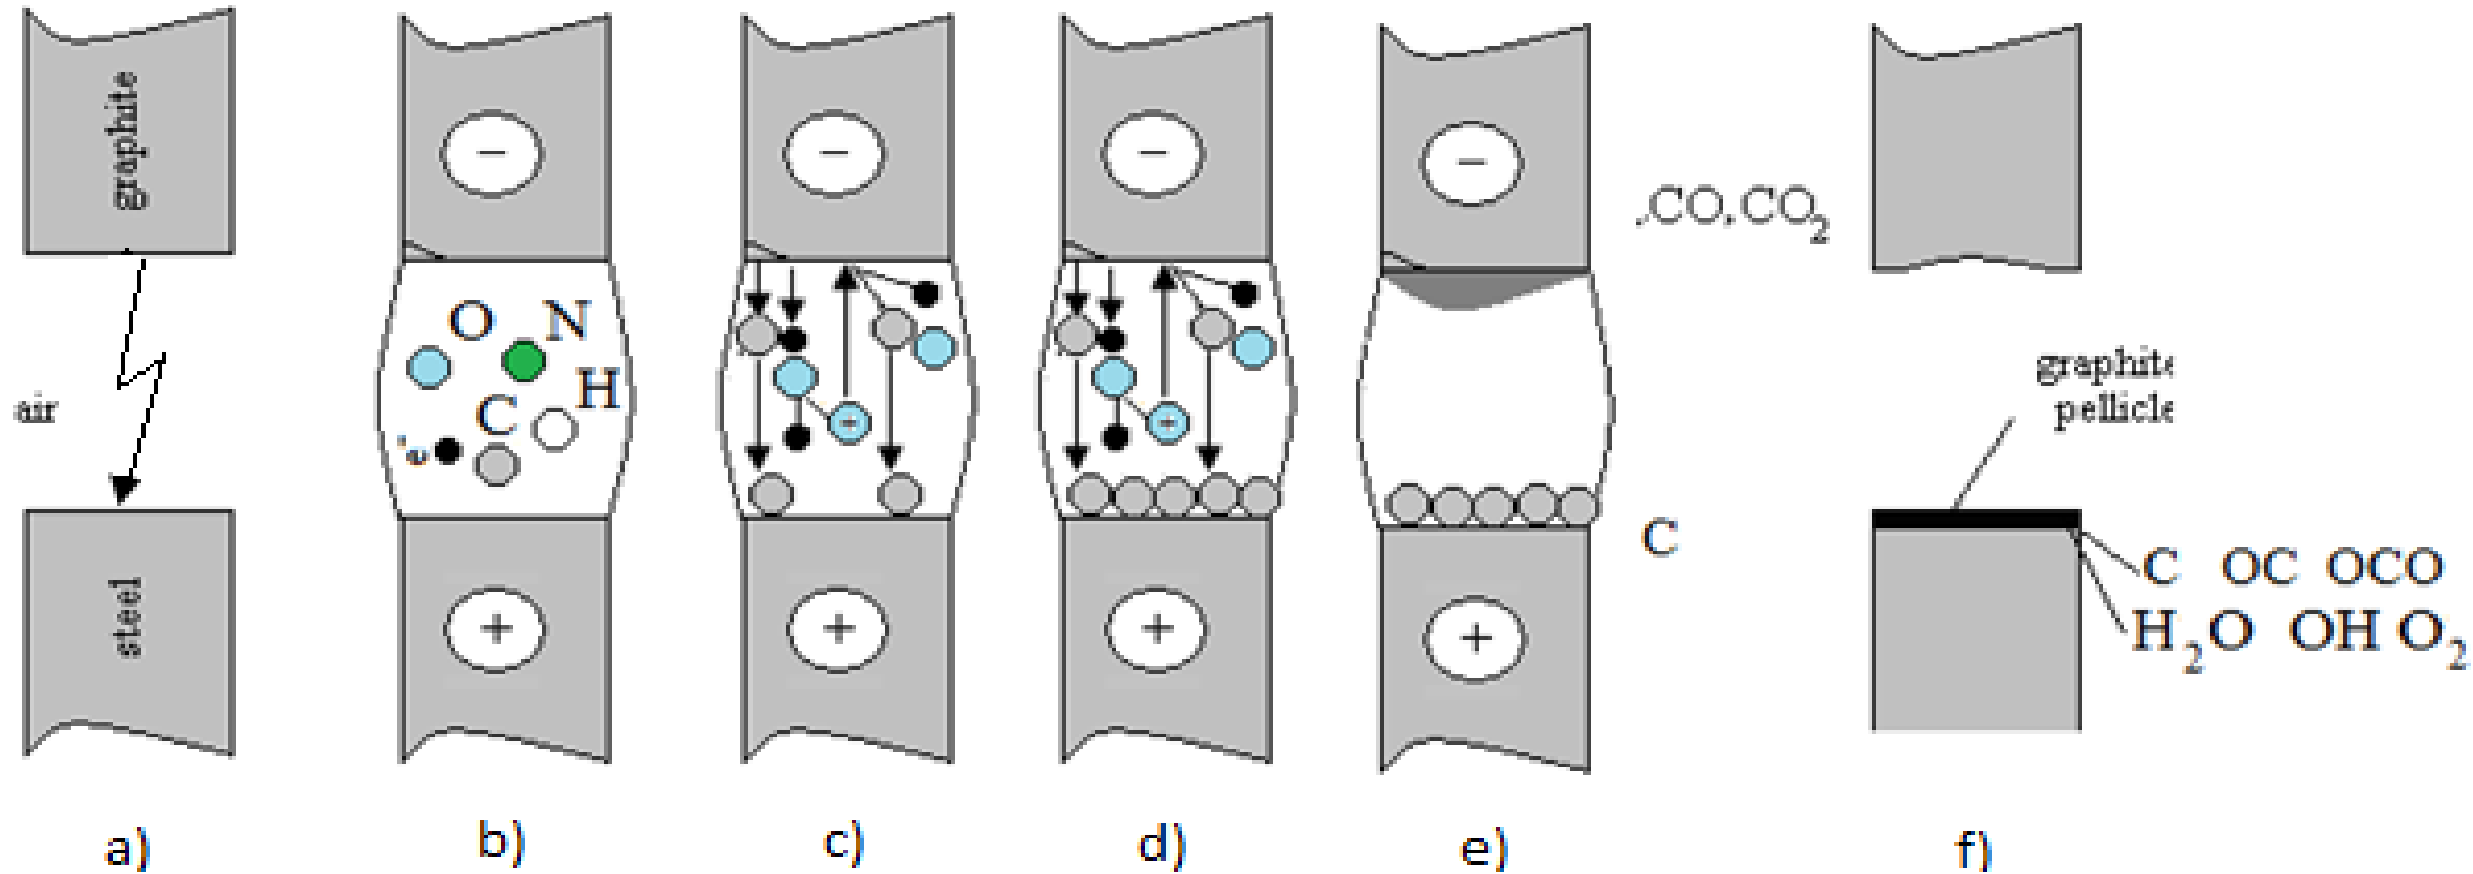 graphite
air
steel
−
+
O N
H
C
e
−
+
+
−
+
+
−
+
,CO,CO₂
C
graphite
pellicle
C OC OCO
H₂O OH O₂
a) b) c) d) e) f)